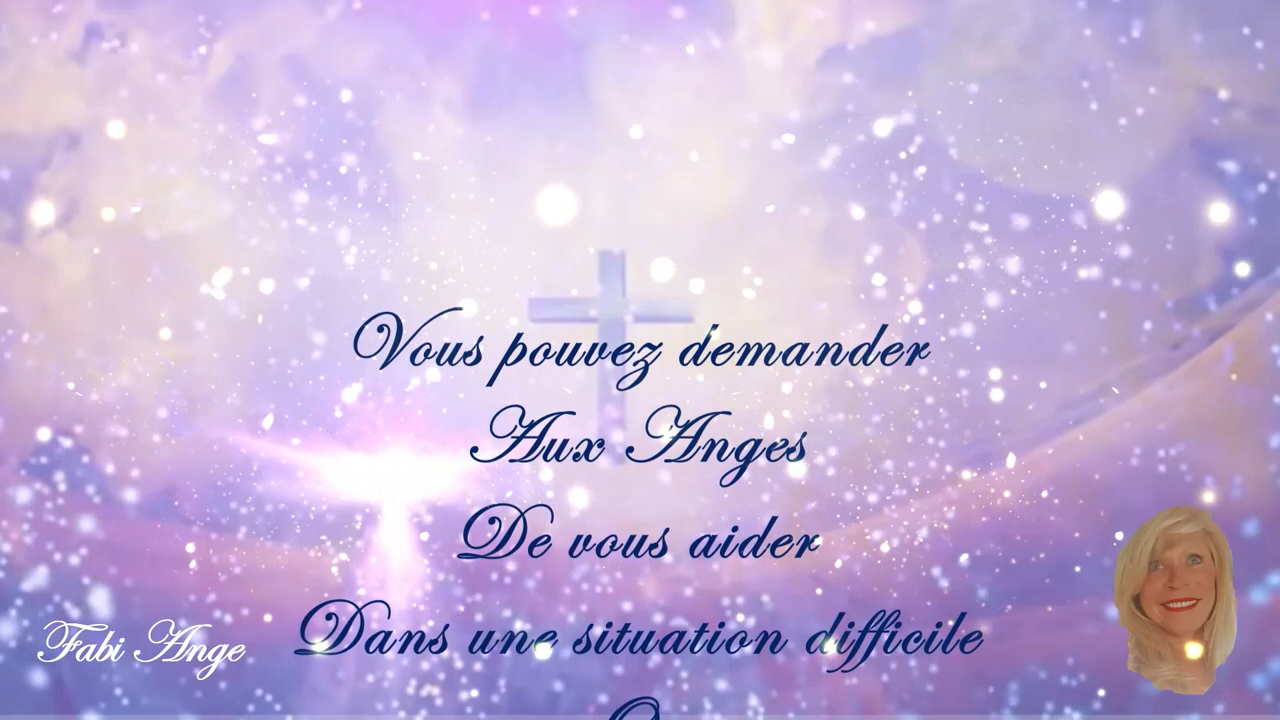 Vous pouvez demander
Aux Anges
De vous aider
Dans une situation difficile
Fabi Ange